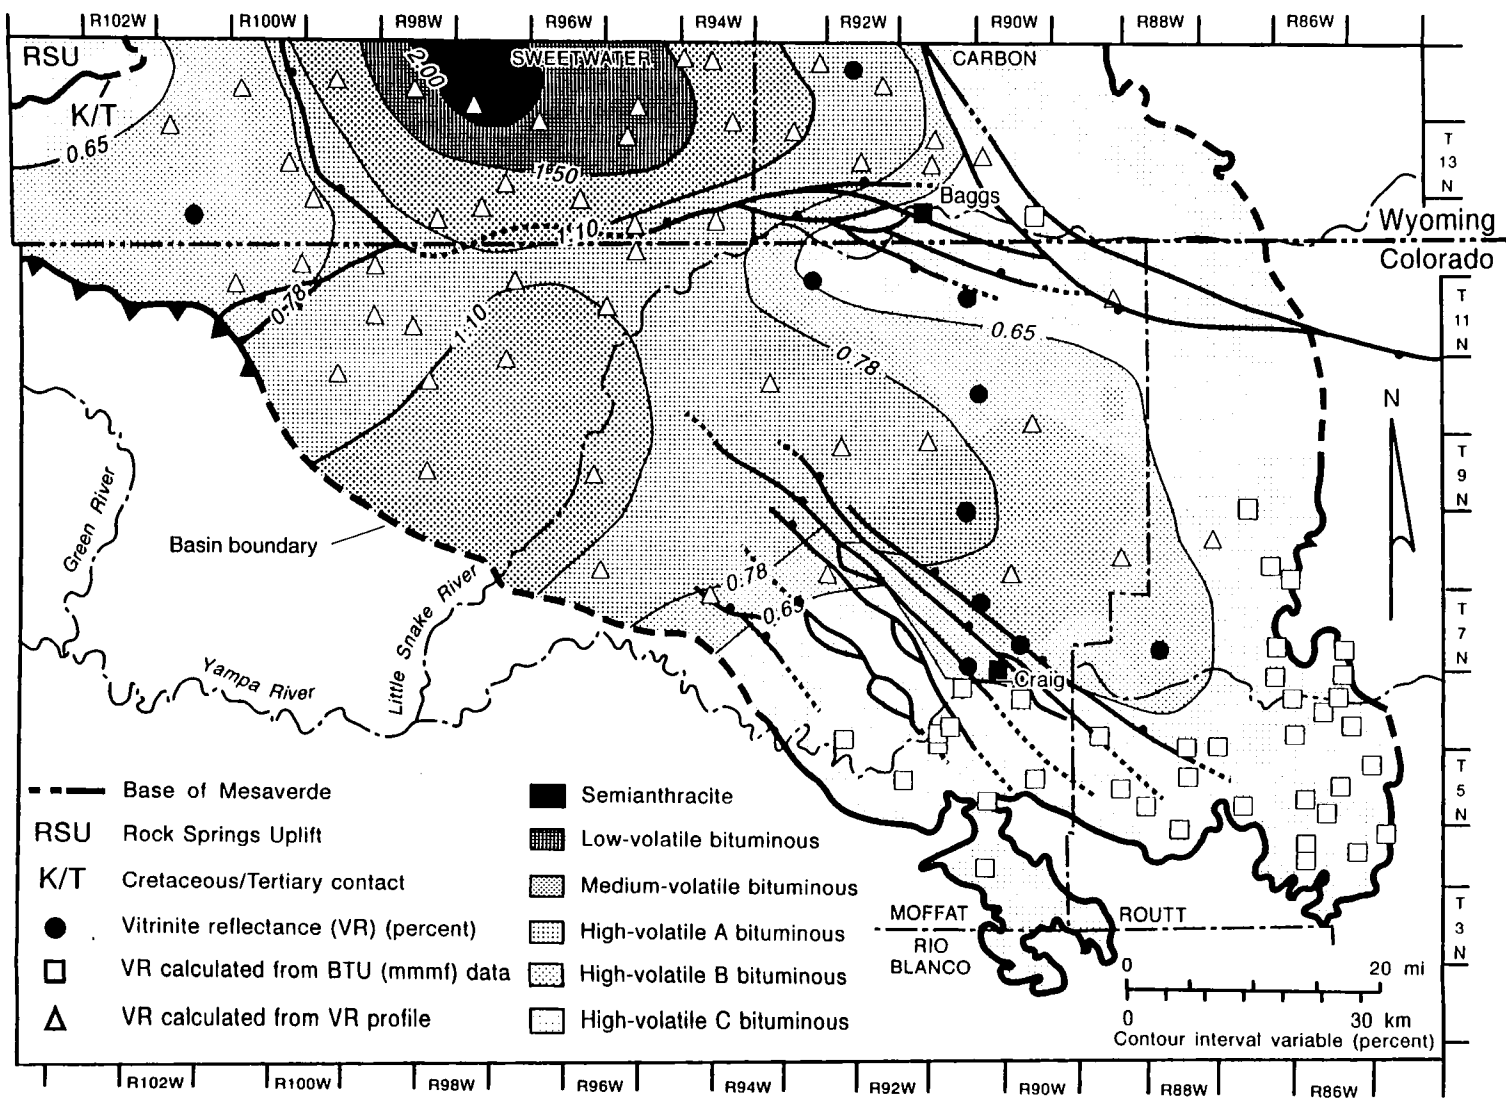 R102W R100W R98W R96W R94W R92W R90W R88W R86W
RSU
2.00
SWEETWATER
CARBON
K/T
0.65
T
13
N
1.50
Baggs
1.10
Wyoming
Colorado
0.78
1.10
0.65
0.78
T
11
N
N
T
9
N
Green River
Basin boundary
0.78
0.65
Little Snake River
T
7
N
Yampa River
Craig
T
5
N
Base of Mesaverde
RSU Rock Springs Uplift
K/T Cretaceous/Tertiary contact
Vitrinite reflectance (VR) (percent)
VR calculated from BTU (mmmf) data
VR calculated from VR profile
Semianthracite
Low-volatile bituminous
Medium-volatile bituminous
High-volatile A bituminous
High-volatile B bituminous
High-volatile C bituminous
MOFFAT
ROUTT
RIO
BLANCO
T
3
N
0 20 mi
0 30 km
Contour interval variable (percent)
R102W R100W R98W R96W R94W R92W R90W R88W R86W